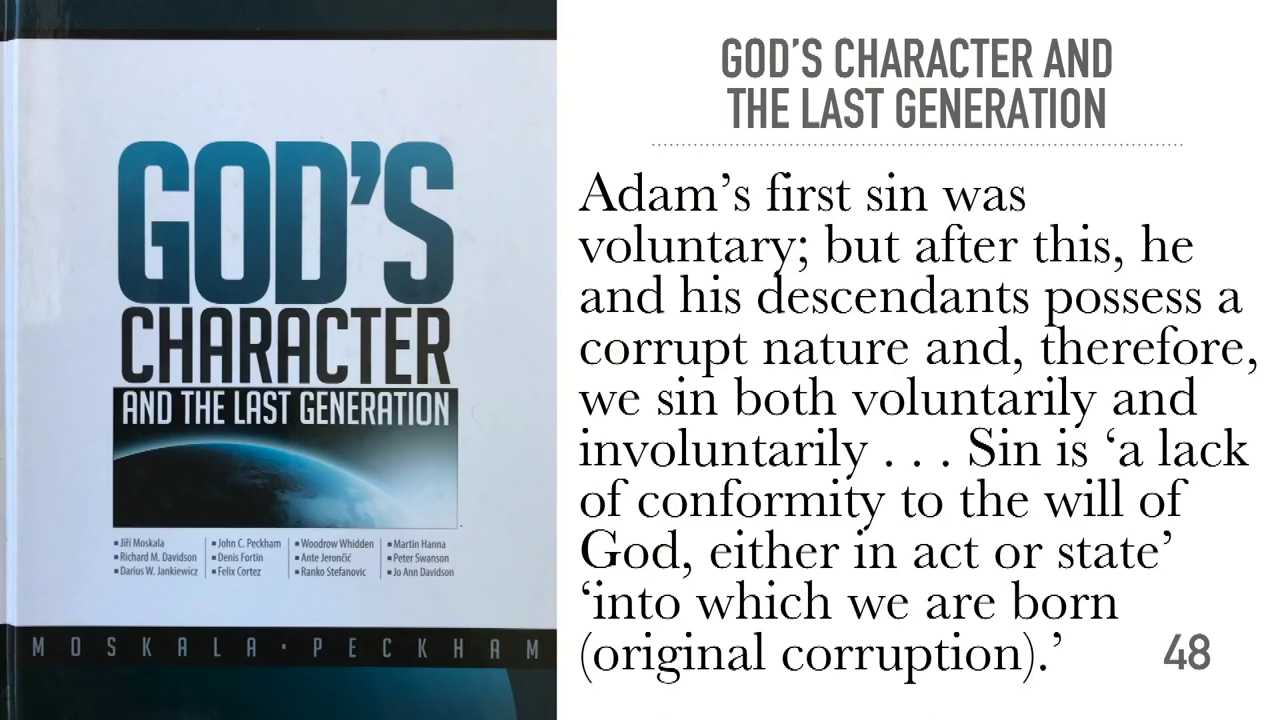 GOD'S
CHARACTER
AND THE LAST GENERATION
▪ Jiří Moskala
▪ Richard M. Davidson
▪ Darius W. Jankiewicz
▪ John C. Peckham
▪ Denis Fortin
▪ Felix Cortez
▪ Woodrow Whidden
▪ Ante Jerončić
▪ Ranko Stefanovic
▪ Martin Hanna
▪ Peter Swanson
▪ Jo Ann Davidson
MOSKALA · PECKHAM
GOD’S CHARACTER AND
THE LAST GENERATION
Adam’s first sin was
voluntary; but after this, he
and his descendants possess a
corrupt nature and, therefore,
we sin both voluntarily and
involuntarily . . . Sin is ‘a lack
of conformity to the will of
God, either in act or state’
‘into which we are born
(original corruption).’
48